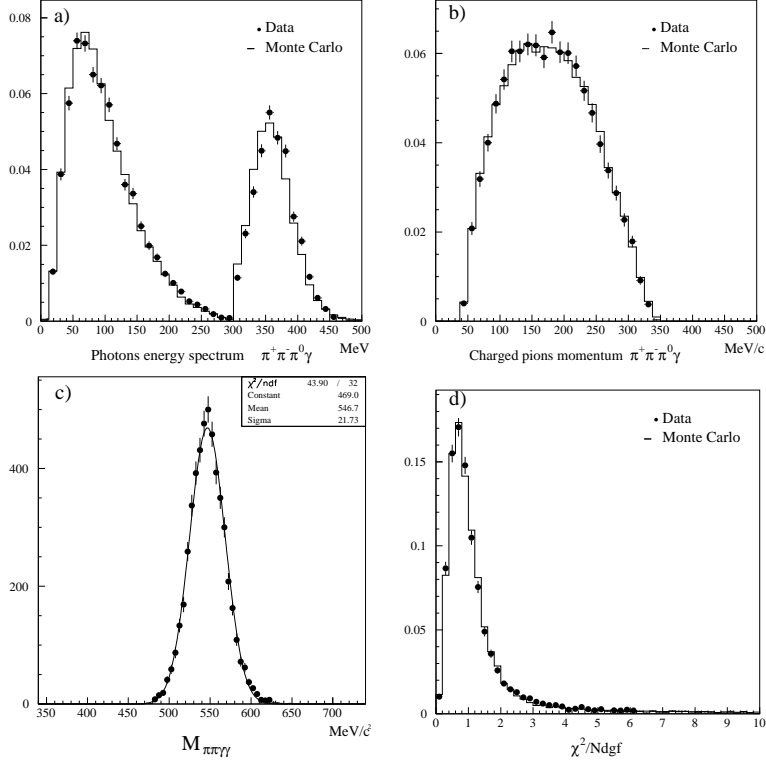 a)
Data
Monte Carlo
0.08
0.06
0.04
0.02
0
0 50 100 150 200 250 300 350 400 450 500
MeV
Photons energy spectrum π⁺π⁻π⁰γ
b)
Data
Monte Carlo
0.06
0.04
0.02
0
0 50 100 150 200 250 300 350 400 450 500
MeV/c
Charged pions momentum π⁺π⁻π⁰γ
c)
χ²/ndf 43.90 / 32
Constant 469.0
Mean 546.7
Sigma 21.73
400
200
0
350 400 450 500 550 600 650 700
MeV/c²
M ππγγ
d)
Data
Monte Carlo
0.15
0.1
0.05
0
0 1 2 3 4 5 6 7 8 9 10
χ²/Ndgf